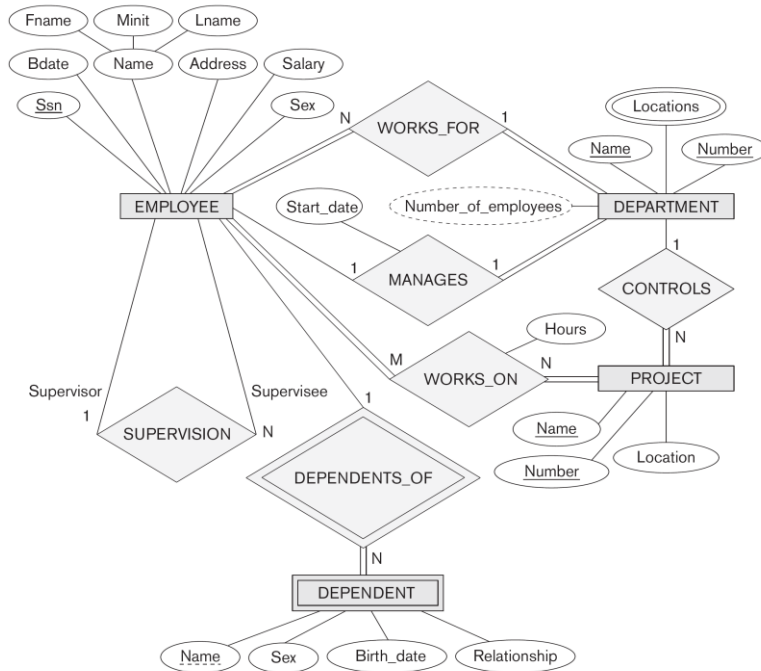 Fname
Minit
Lname
Bdate
Name
Address
Salary
Ssn
Sex
N
WORKS_FOR
1
Locations
Name
Number
EMPLOYEE
Start_date
Number_of_employees
DEPARTMENT
1
MANAGES
1
1
CONTROLS
N
Hours
M
WORKS_ON
N
PROJECT
Supervisor
1
SUPERVISION
Supervisee
N
1
Name
Number
Location
DEPENDENTS_OF
N
DEPENDENT
Name
Sex
Birth_date
Relationship